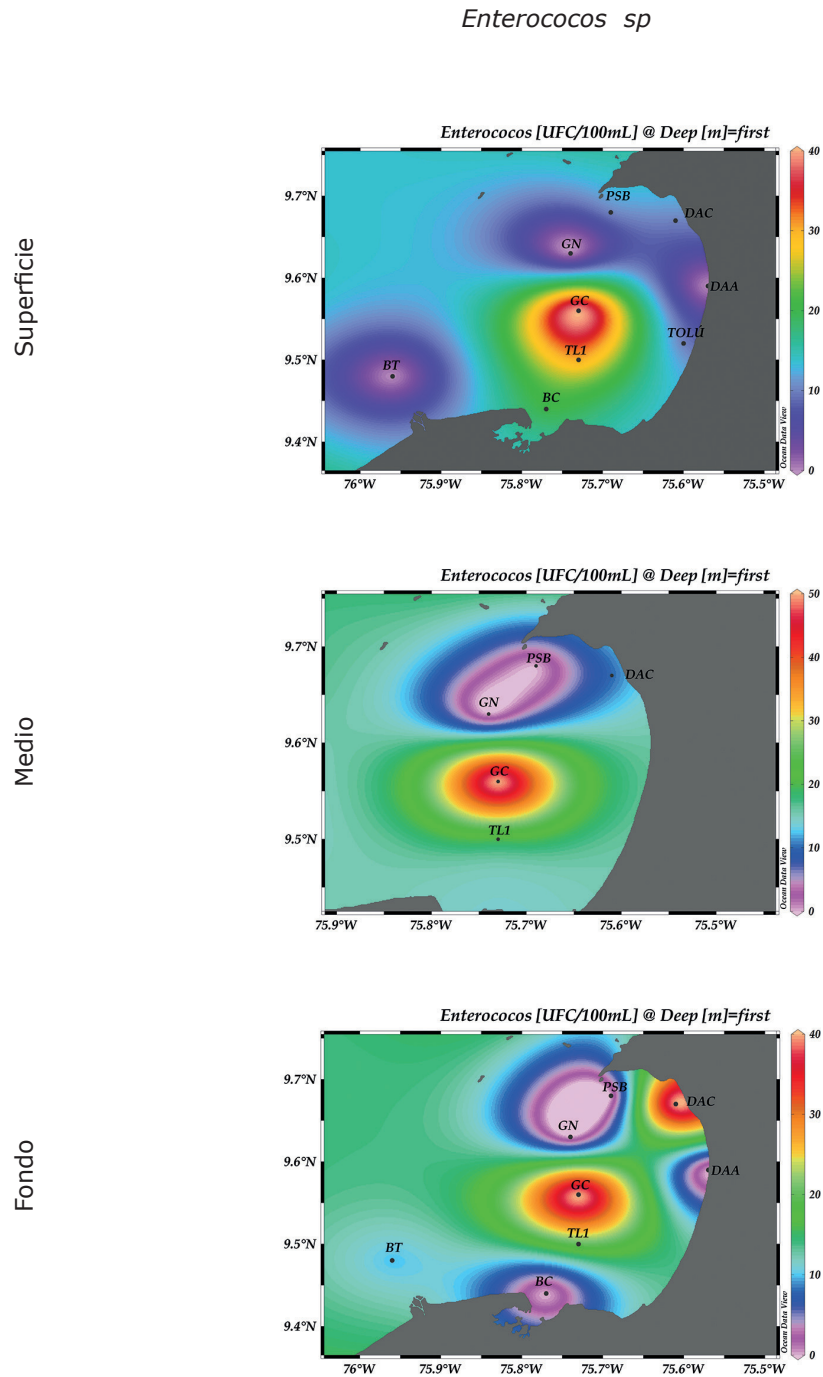 Enterococos sp
Superficie
Enterococos [UFC/100mL] @ Deep [m]=first
40
9.7°N
PSB
DAC
GN
30
9.6°N
DAA
GC
20
TOLÚ
TL1
9.5°N
BT
10
BC
9.4°N
Ocean Data View
0
76°W 75.9°W 75.8°W 75.7°W 75.6°W 75.5°W
Medio
Enterococos [UFC/100mL] @ Deep [m]=first
50
9.7°N
PSB
DAC
40
GN
9.6°N
30
GC
20
TL1
9.5°N
10
Ocean Data View
0
75.9°W 75.8°W 75.7°W 75.6°W 75.5°W
Fondo
Enterococos [UFC/100mL] @ Deep [m]=first
40
9.7°N
PSB
DAC
GN
30
9.6°N
DAA
GC
20
TL1
9.5°N
BT
10
BC
9.4°N
Ocean Data View
0
76°W 75.9°W 75.8°W 75.7°W 75.6°W 75.5°W